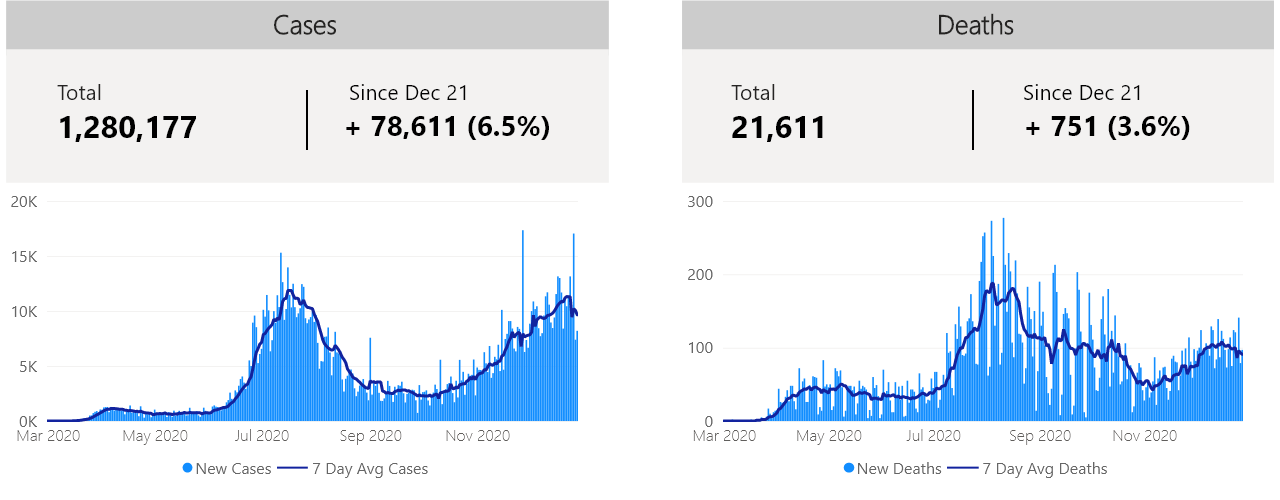 Cases
Total
1,280,177
Since Dec 21
+ 78,611 (6.5%)
20K
15K
10K
5K
0K
Mar 2020 May 2020 Jul 2020 Sep 2020 Nov 2020
New Cases 7 Day Avg Cases
Deaths
Total
21,611
Since Dec 21
+ 751 (3.6%)
300
200
100
0
Mar 2020 May 2020 Jul 2020 Sep 2020 Nov 2020
New Deaths 7 Day Avg Deaths